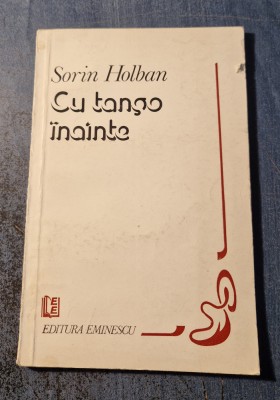 Sorin Holban
Cu tango
înainte
EDITURA EMINESCU